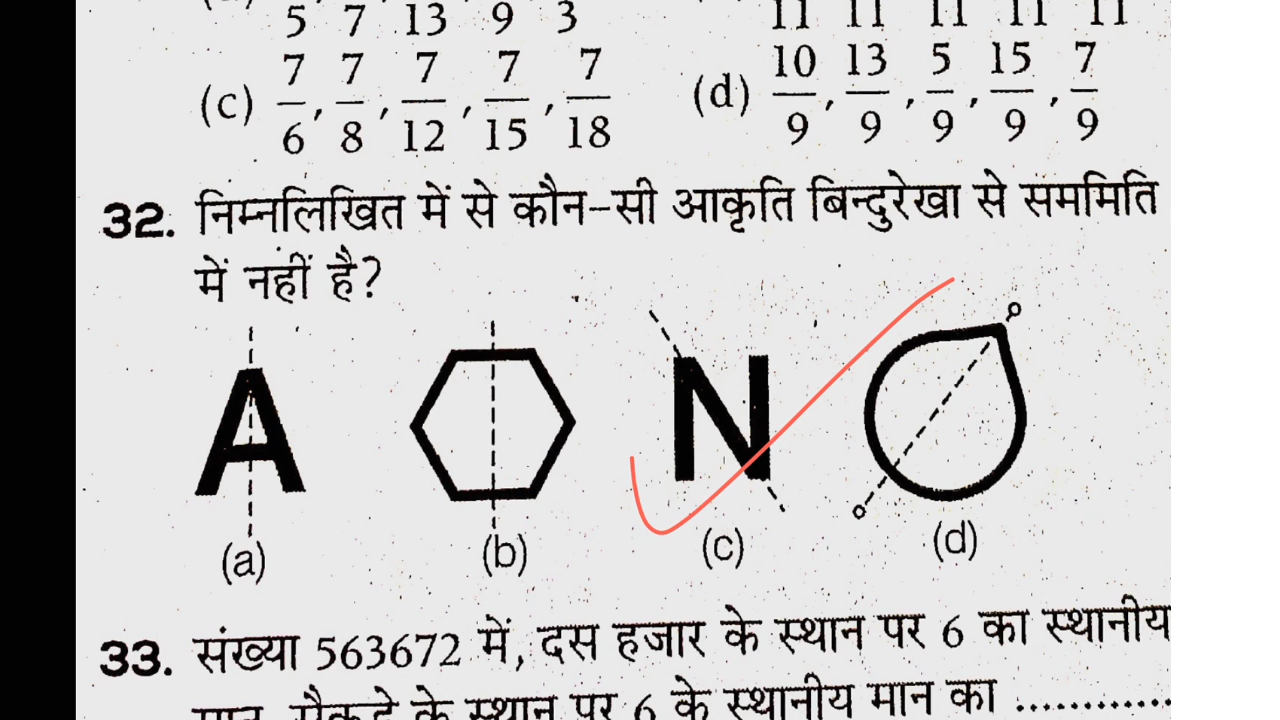 5 7 13 9 3 11 11 11 11 11
(c) 7/6, 7/8, 7/12, 7/15, 7/18 (d) 10/9, 13/9, 5/9, 15/9, 7/9
32. निम्नलिखित में से कौन-सी आकृति बिन्दुरेखा से सममिति
में नहीं है?
A N
(a) (b) (c) (d)
33. संख्या 563672 में, दस हजार के स्थान पर 6 का स्थानीय
मान, सैकड़े के स्थान पर 6 के स्थानीय मान का ............